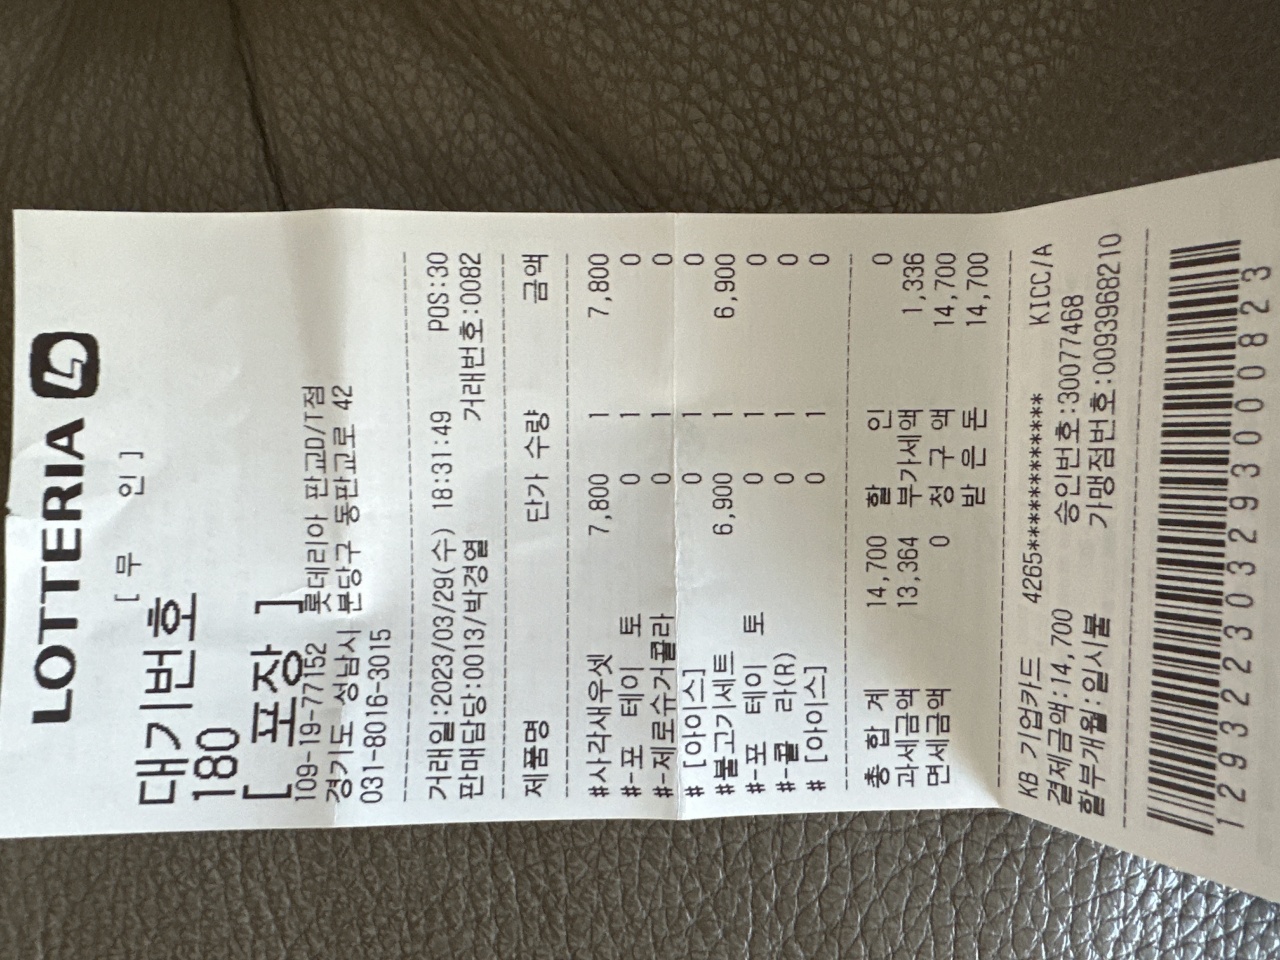 LOTTERIA
[ 무 인 ]
대기번호
180
[ 포장 ]
109-19-77152 롯데리아 판교D/T점
경기도 성남시 분당구 동판교로 42
031-8016-3015
거래일:2023/03/29(수) 18:31:49 POS:30
판매담당:0013/박경열 거래번호:0082
제품명 단가 수량 금액
#사각새우셋 7,800 1 7,800
#-포 테이 토 0 1 0
#-제로슈거콜라 0 1 0
# [아이스] 0 1 0
#불고기세트 6,900 1 6,900
#-포 테이 토 0 1 0
#-콜 라(R) 0 1 0
# [아이스] 0 1 0
총 합 계 14,700 할 인 0
과세금액 13,364 부가세액 1,336
면세금액 0 청 구 액 14,700
받 은 돈 14,700
KB 기업카드 4265************ KICC/A
결제금액:14,700 승인번호:30077468
할부개월:일시불 가맹점번호:0093968210
1293223032930000823